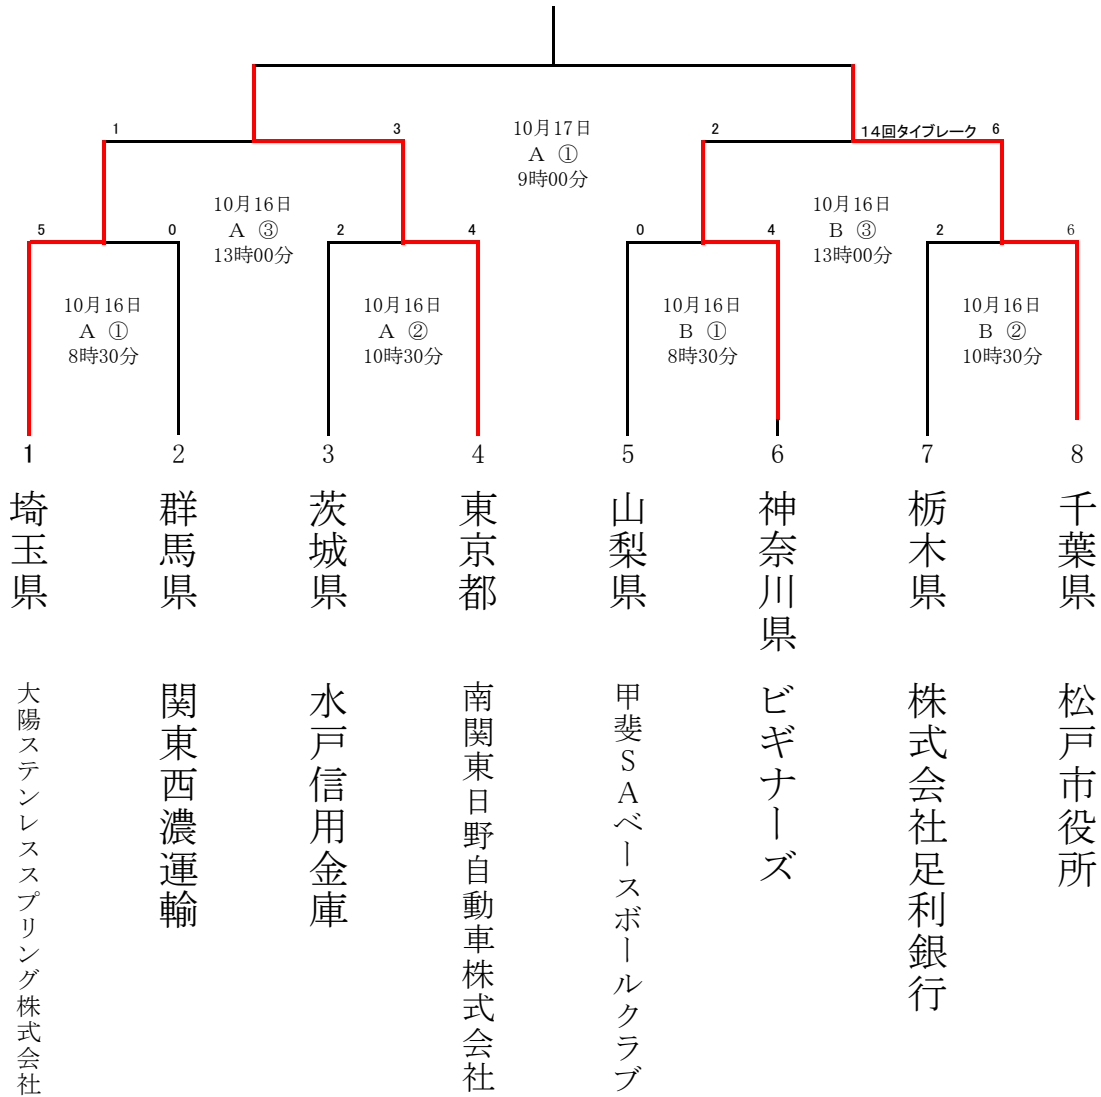 1
3
10月17日
A ①
9時00分
2
14回タイブレーク
6
10月16日
A ③
13時00分
10月16日
B ③
13時00分
5
0
2
4
0
4
2
6
10月16日
A ①
8時30分
10月16日
A ②
10時30分
10月16日
B ①
8時30分
10月16日
B ②
10時30分
1
2
3
4
5
6
7
8
埼玉県
群馬県
茨城県
東京都
山梨県
神奈川県
栃木県
千葉県
大陽ステンレススプリング株式会社
関東西濃運輸
水戸信用金庫
南関東日野自動車株式会社
甲斐SAベースボールクラブ
ビギナーズ
株式会社足利銀行
松戸市役所